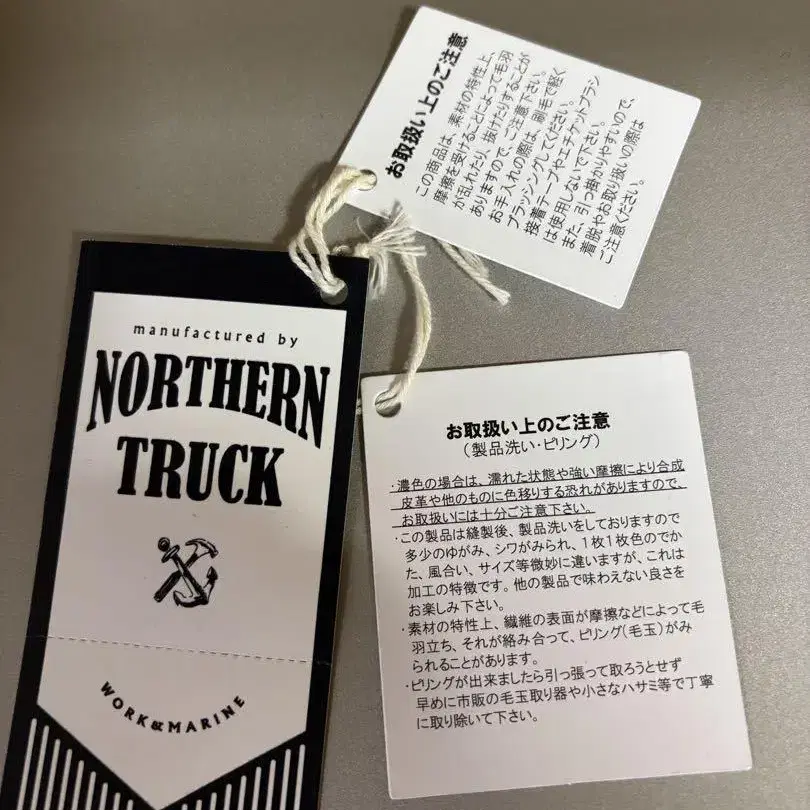 お取扱い上のご注意
この商品は、素材の特性上、
摩擦を受けることによって毛羽
が乱れたり、抜けたりすることが
ありますので、ご注意下さい。
お手入れの際は、刷毛で軽く
ブラッシングしてください。
接着テープやエチケットブラシ
は使用しないで下さい。
また、引っ掛かりやすいので、
着脱やお取り扱いの際は
ご注意ください。
manufactured by
NORTHERN
TRUCK
WORK&MARINE
お取扱い上のご注意
（製品洗い・ピリング）
・濃色の場合は、濡れた状態や強い摩擦により合成
皮革や他のものに色移りする恐れがありますので、
お取扱いには十分ご注意下さい。
・この製品は縫製後、製品洗いをしておりますので
多少のゆがみ、シワがみられ、1枚1枚色のでか
た、風合い、サイズ等微妙に違いますが、これは
加工の特徴です。他の製品で味わえない良さを
お楽しみ下さい。
・素材の特性上、繊維の表面が摩擦などによって毛
羽立ち、それが絡み合って、ピリング（毛玉）がみ
られることがあります。
・ピリングが出来ましたら引っ張って取ろうとせず
早めに市販の毛玉取り器や小さなハサミ等で丁寧
に取り除いて下さい。